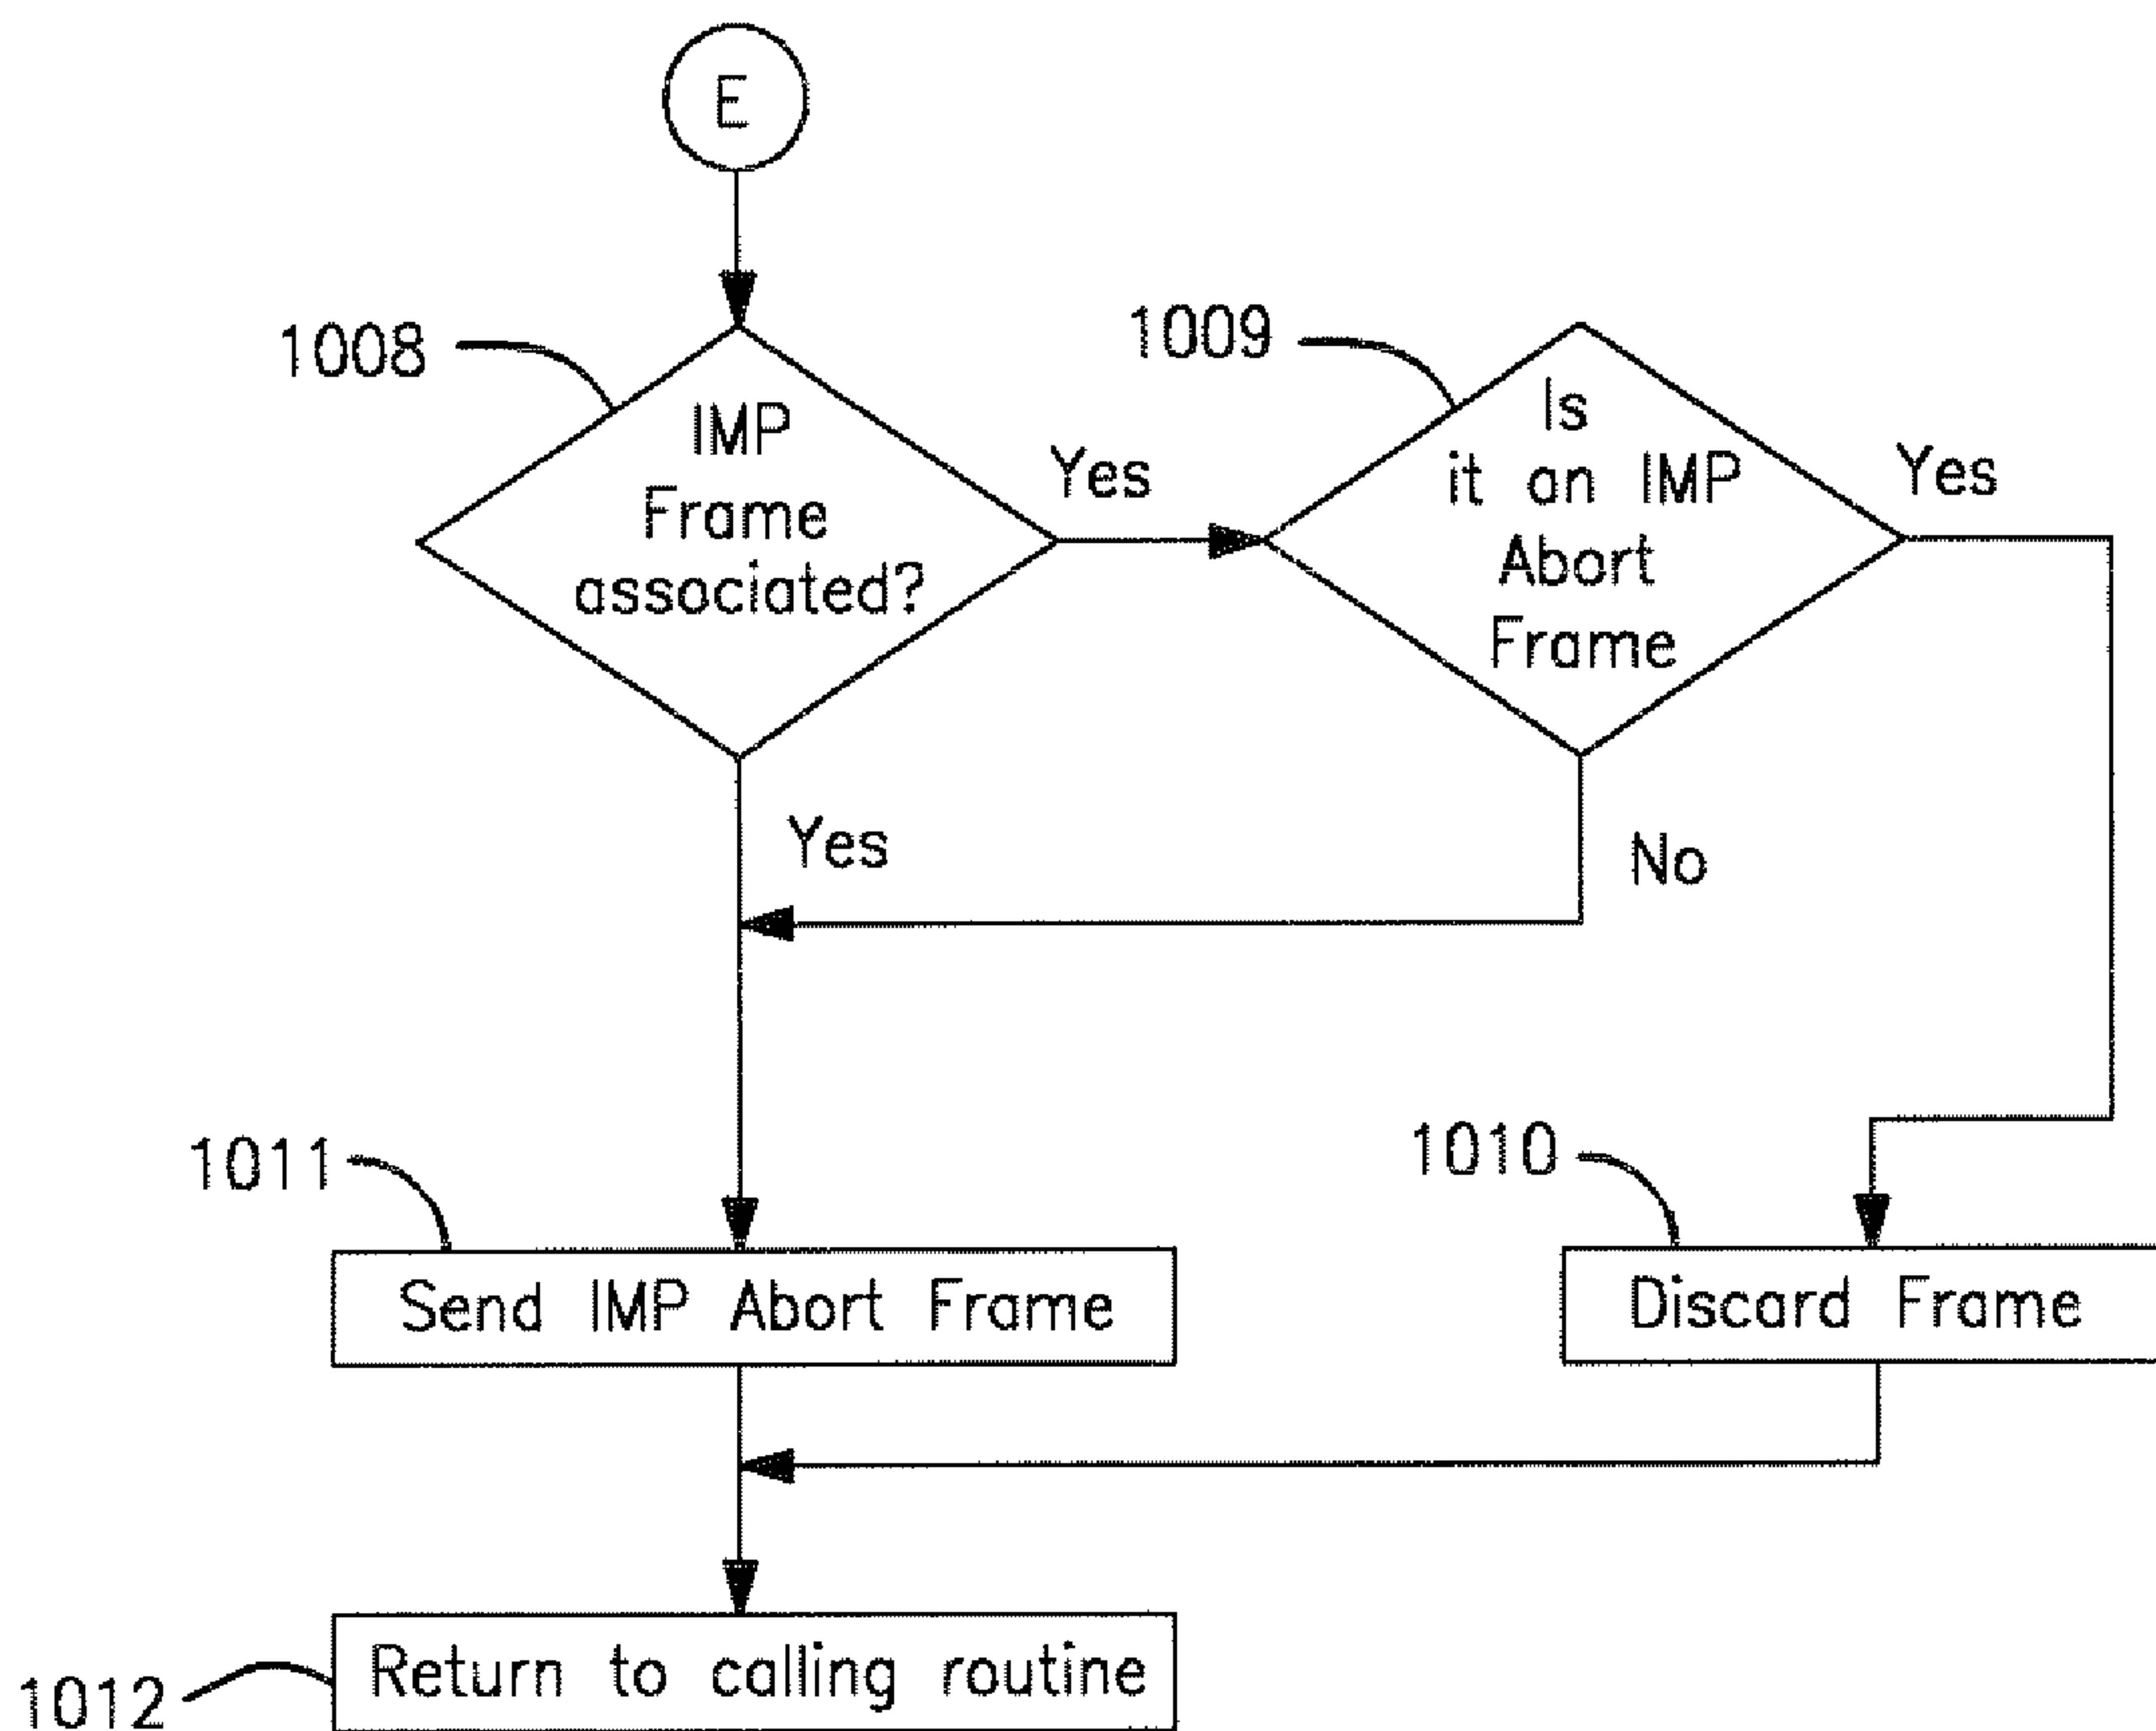 E
1008
IMP
Frame
associated?
Yes
1009
Is
it an IMP
Abort
Frame
Yes
Yes
No
1011
Send IMP Abort Frame
1010
Discard Frame
1012
Return to calling routine